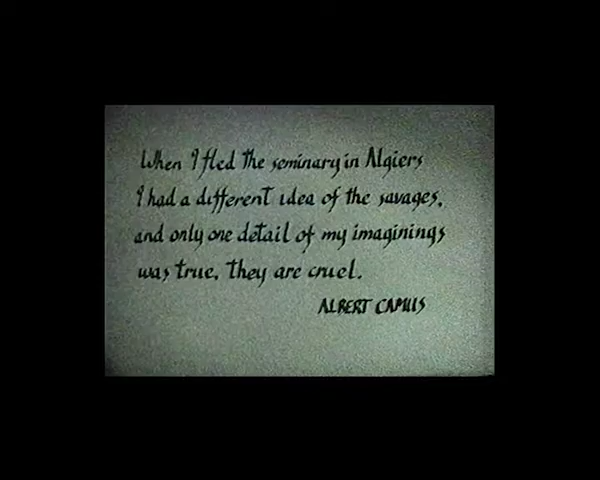 When I fled the seminary in Algiers
I had a different idea of the savages,
and only one detail of my imaginings
was true, they are cruel.
ALBERT CAMUS